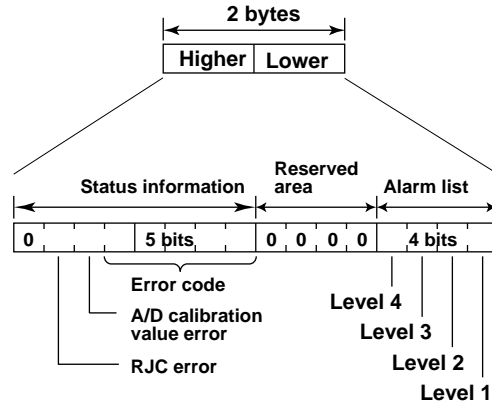 2 bytes
Higher Lower
Reserved
Status information area Alarm list
0 5 bits 0 0 0 0 4 bits
Error code
Level 4
A/D calibration
value error
Level 3
RJC error
Level 2
Level 1